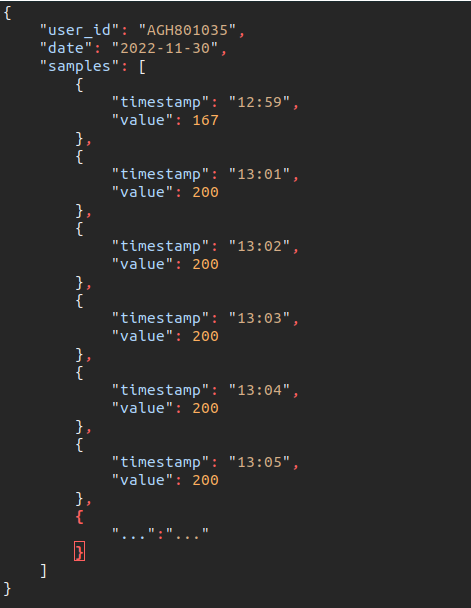 {
    "user_id": "AGH801035",
    "date": "2022-11-30",
    "samples": [
        {
            "timestamp": "12:59",
            "value": 167
        },
        {
            "timestamp": "13:01",
            "value": 200
        },
        {
            "timestamp": "13:02",
            "value": 200
        },
        {
            "timestamp": "13:03",
            "value": 200
        },
        {
            "timestamp": "13:04",
            "value": 200
        },
        {
            "timestamp": "13:05",
            "value": 200
        },
        {
            "...":"..."
        }
    ]
}